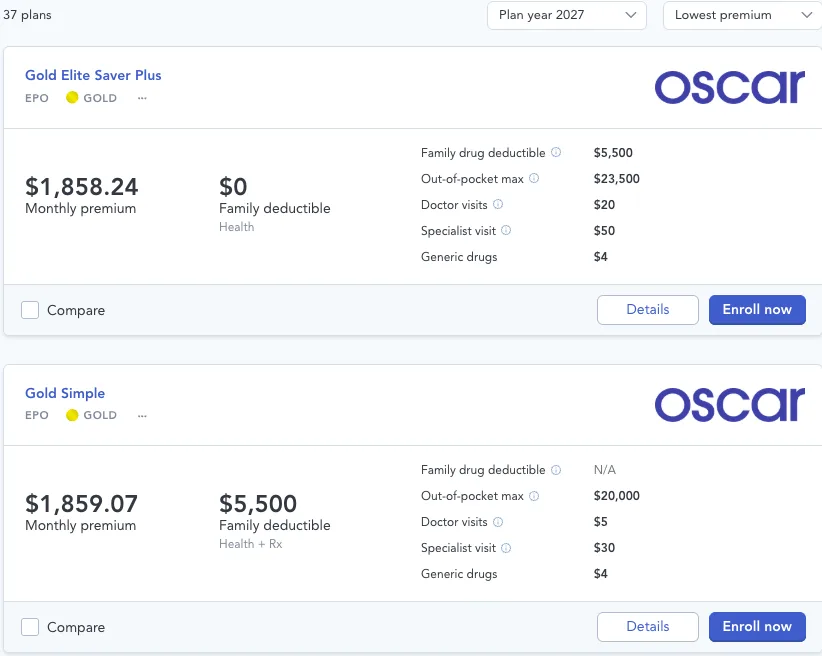 37 plans
Plan year 2027
Lowest premium
Gold Elite Saver Plus
oscar
EPO GOLD ...
$1,858.24
Monthly premium
$0
Family deductible
Health
Family drug deductible $5,500
Out-of-pocket max $23,500
Doctor visits $20
Specialist visit $50
Generic drugs $4
Compare
Details
Enroll now
Gold Simple
oscar
EPO GOLD ...
$1,859.07
Monthly premium
$5,500
Family deductible
Health + Rx
Family drug deductible N/A
Out-of-pocket max $20,000
Doctor visits $5
Specialist visit $30
Generic drugs $4
Compare
Details
Enroll now